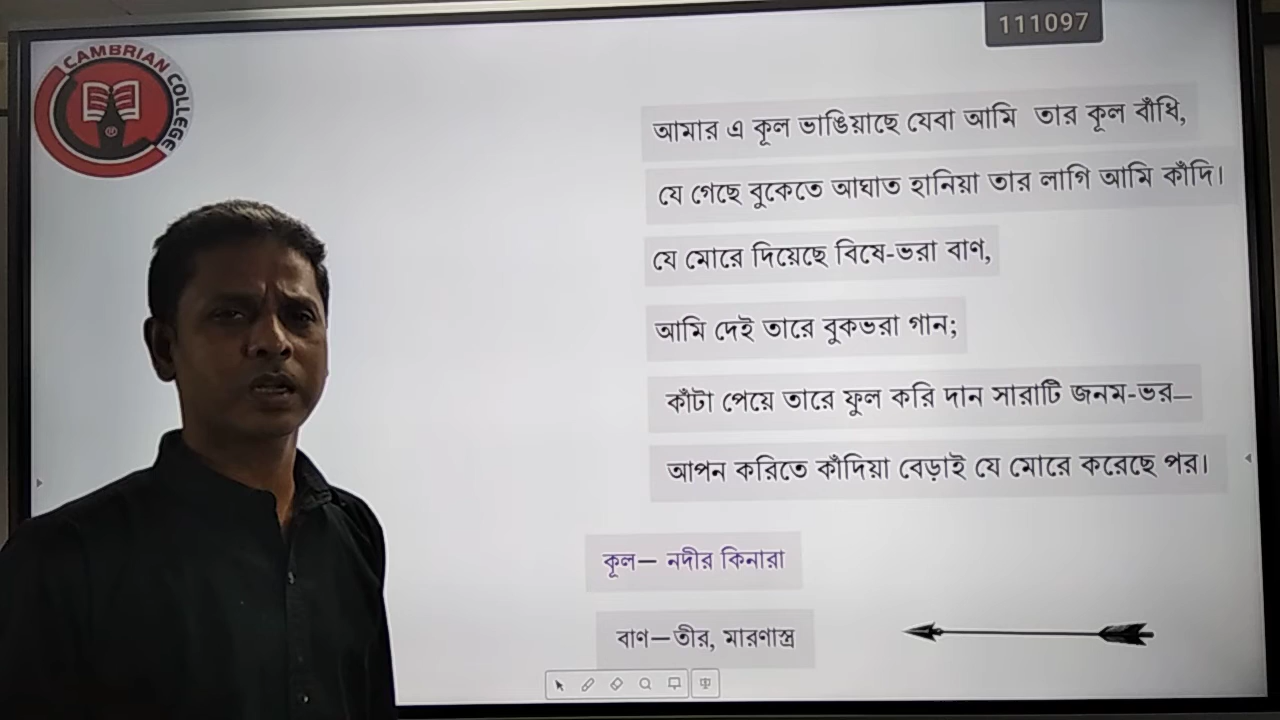 CAMBRIAN COLLEGE
111097
আমার এ কূল ভাঙিয়াছে যেবা আমি তার কূল বাঁধি,
যে গেছে বুকেতে আঘাত হানিয়া তার লাগি আমি কাঁদি।
যে মোরে দিয়েছে বিষে-ভরা বাণ,
আমি দেই তারে বুকভরা গান;
কাঁটা পেয়ে তারে ফুল করি দান সারাটি জনম-ভর—
আপন করিতে কাঁদিয়া বেড়াই যে মোরে করেছে পর।
কূল— নদীর কিনারা
বাণ—তীর, মারণাস্ত্র